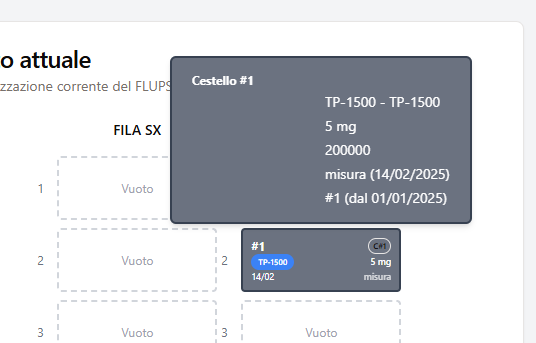 o attuale
zzazione corrente del FLUPS
Cestello #1
TP-1500 - TP-1500
5 mg
200000
misura (14/02/2025)
#1 (dal 01/01/2025)
FILA SX
1
Vuoto
2
Vuoto
2
#1
C#1
TP-1500
5 mg
14/02
misura
3
Vuoto
3
Vuoto